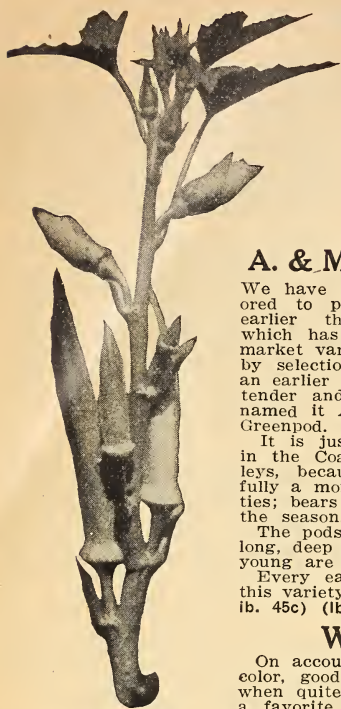 A. & M
We have
ored to p
earlier th
which has
market var
by selectio
an earlier
tender and
named it A
Greenpod.
It is jus
in the Coa
leys, becau
fully a mo
ties; bears
the season
The pods
long, deep
young are
Every ea
this variety
ib. 45c) (lb
W
On accou
color, good
when quite
a favorite